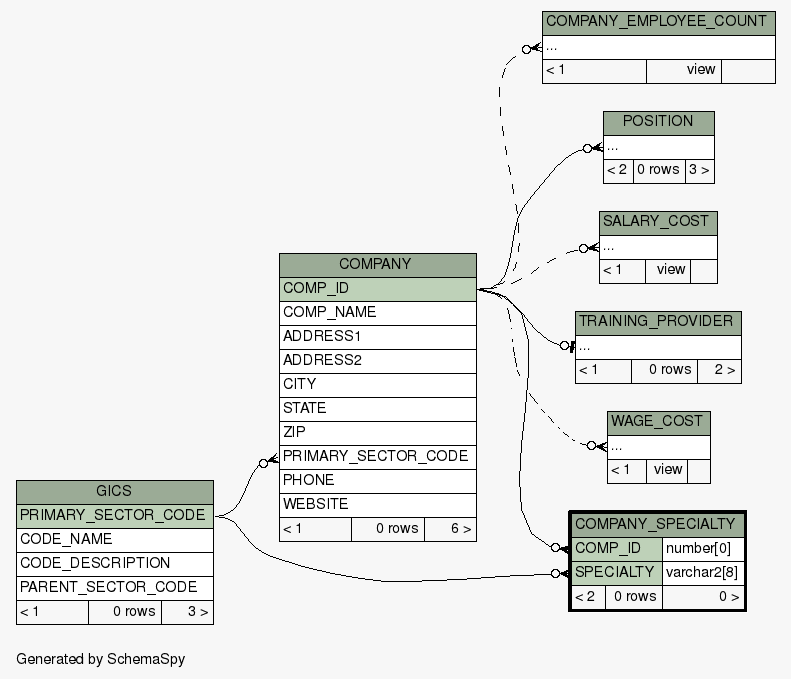 COMPANY_EMPLOYEE_COUNT
...
< 1 view
POSITION
...
< 2 0 rows 3 >
SALARY_COST
...
< 1 view
COMPANY
COMP_ID
COMP_NAME
ADDRESS1
ADDRESS2
CITY
STATE
ZIP
PRIMARY_SECTOR_CODE
PHONE
WEBSITE
< 1 0 rows 6 >
TRAINING_PROVIDER
...
< 1 0 rows 2 >
WAGE_COST
...
< 1 view
GICS
PRIMARY_SECTOR_CODE
CODE_NAME
CODE_DESCRIPTION
PARENT_SECTOR_CODE
< 1 0 rows 3 >
COMPANY_SPECIALTY
COMP_ID number[0]
SPECIALTY varchar2[8]
< 2 0 rows 0 >
Generated by SchemaSpy